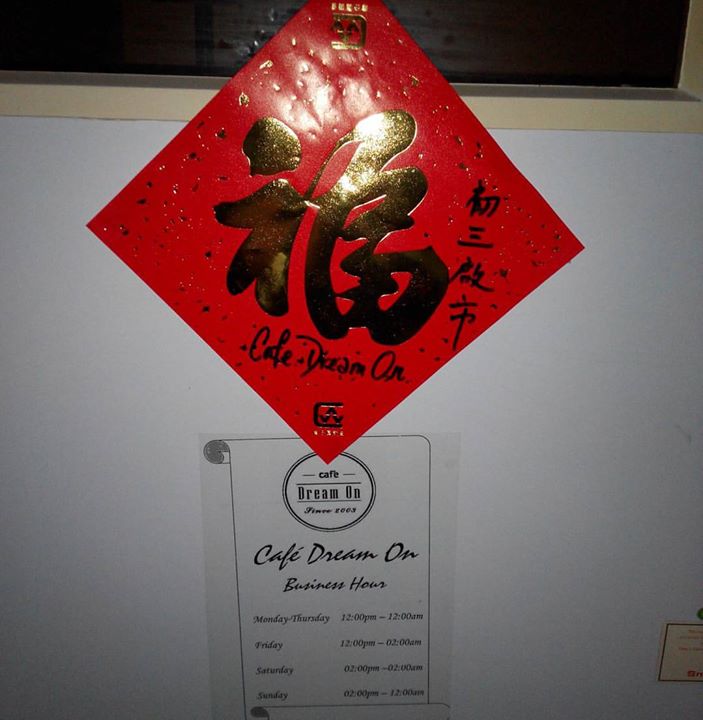 福
初三啟市
Cafe Dream On
café
Dream On
Since 2003
Café Dream On
Business Hour
Monday-Thursday 12:00pm – 12:00am
Friday 12:00pm – 02:00am
Saturday 02:00pm –02:00am
Sunday 02:00pm – 12:00am